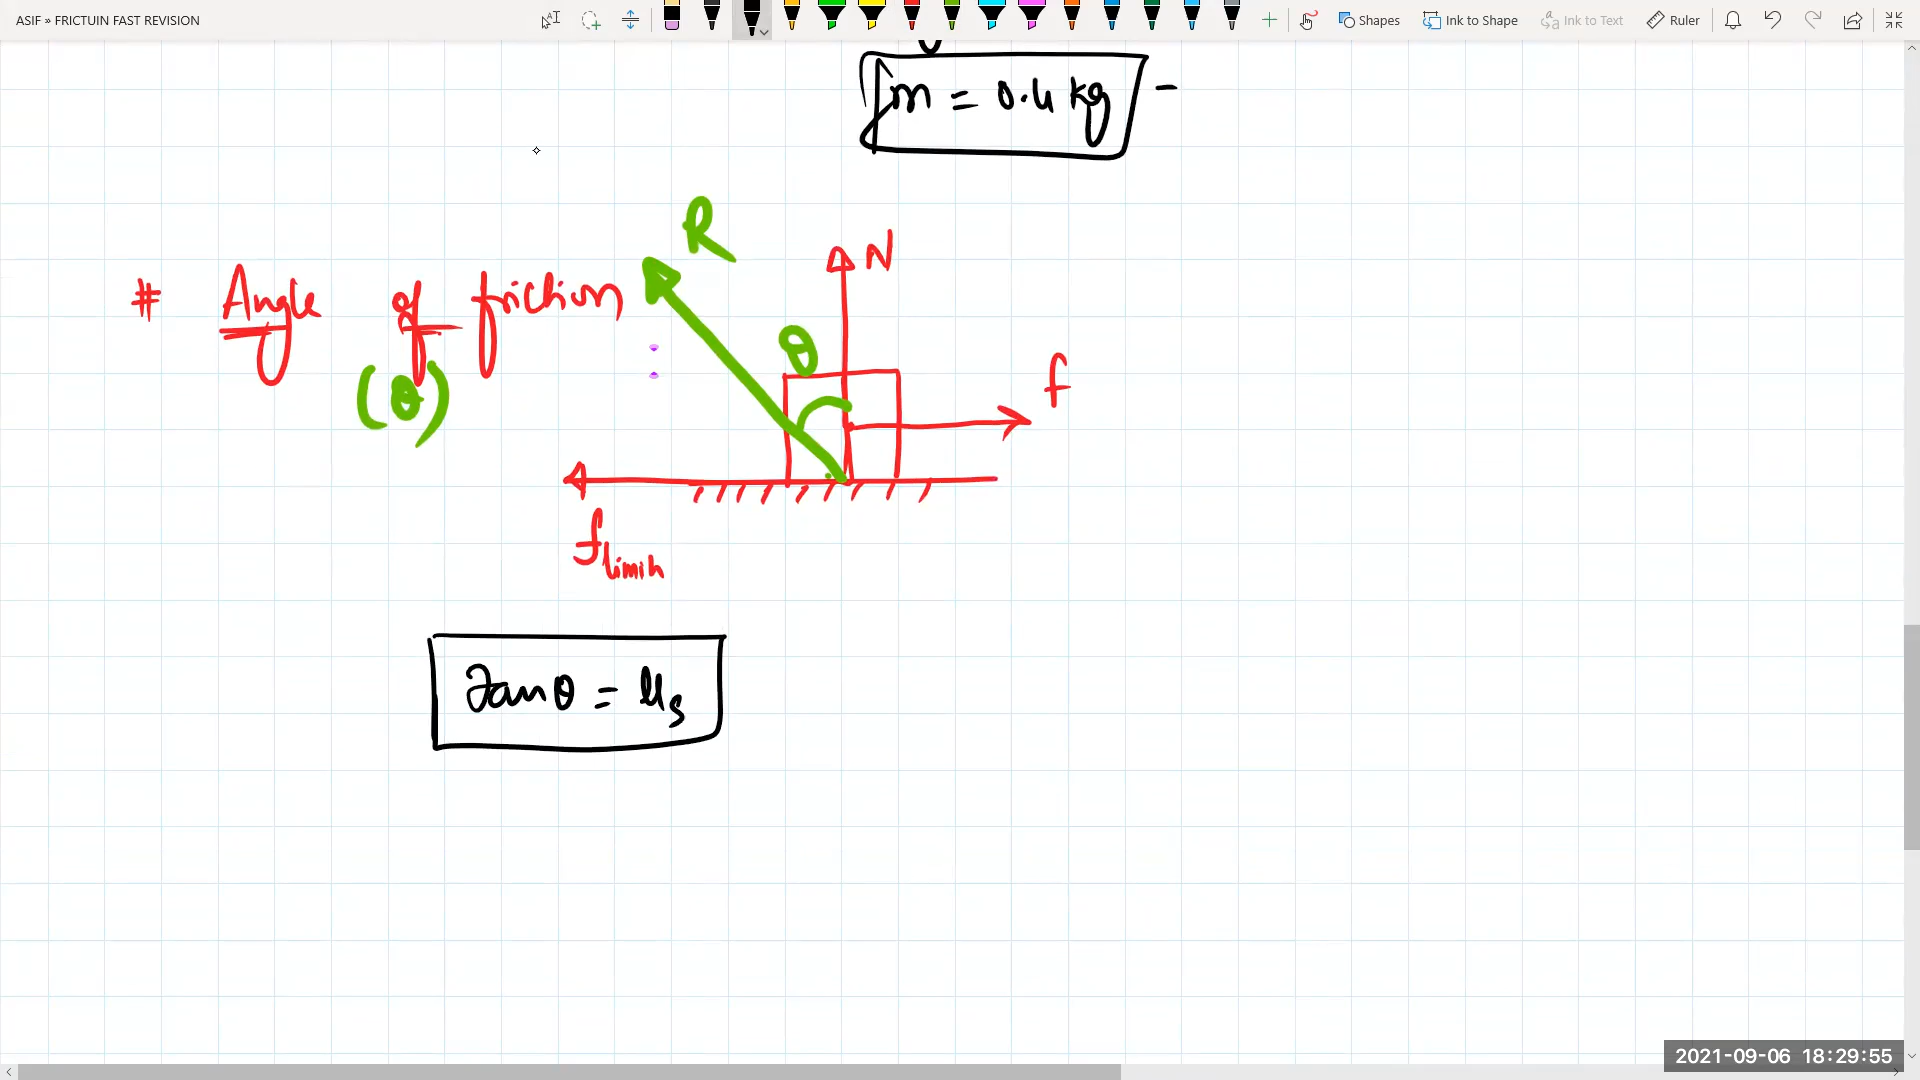 ASIF » FRICTUIN FAST REVISION
Shapes
Ink to Shape
Ink to Text
Ruler
m = 0.4 kg
R
N
# Angle of friction
(θ)
θ
f
f limit
Tan θ = μs
2021-09-06 18:29:55